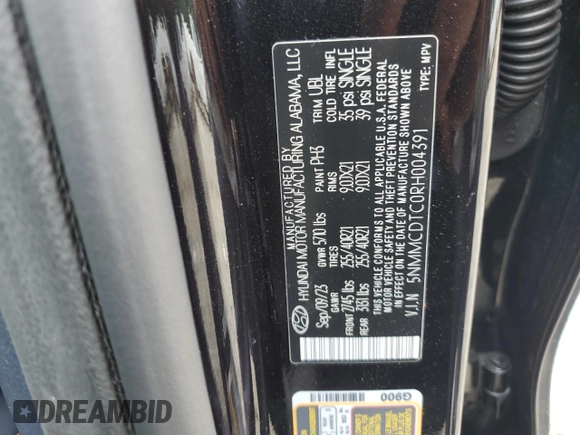 MANUFACTURED BY
HYUNDAI MOTOR MANUFACTURING ALABAMA, LLC
Sep/09/23 GVWR 5710 lbs PAINT PH3 TRIM UBL
GAWR TIRES RIMS COLD TIRE INFL
FRONT 2745 lbs 255/40R21 9.0JX21 35 psi SINGLE
REAR 3161 lbs 255/40R21 9.0JX21 39 psi SINGLE
THIS VEHICLE CONFORMS TO ALL APPLICABLE U.S.A. FEDERAL
MOTOR VEHICLE SAFETY AND THEFT PREVENTION STANDARDS
IN EFFECT ON THE DATE OF MANUFACTURE SHOWN ABOVE
V.I.N 5NMMCDTC0RH004391 TYPE: MPV
G900
DREAMBID